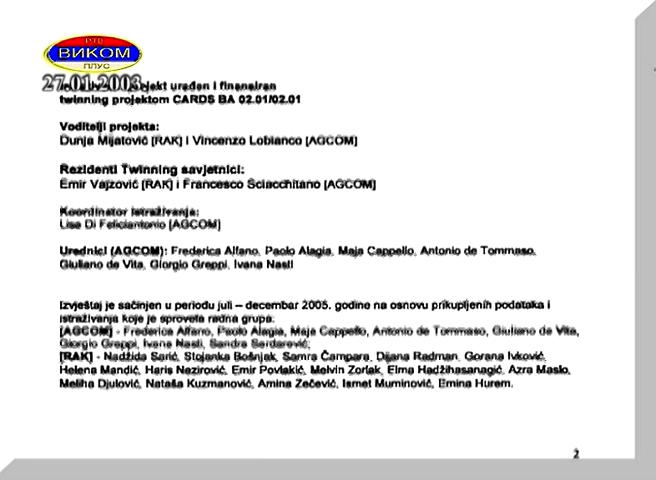 РТВ
ВИКОМ
ПЛУС
27.01.2003
urađen i finansiran
twinning projektom CARDS BA 02.01/02.01
Voditelji projekta:
Dunja Mijatović [RAK] i Vincenzo Lobianco [AGCOM]
Rezidenti Twinning savjetnici:
Emir Vajzović [RAK] i Francesco Sciacchitano [AGCOM]
Koordinator istraživanja:
Lisa Di Feliciantonio [AGCOM]
Urednici (AGCOM): Frederica Alfano, Paolo Alagia, Maja Cappello, Antonio de Tommaso,
Giuliano de Vita, Giorgio Greppi, Ivana Nasti
Izvještaj je sačinjen u periodu juli – decembar 2005. godine na osnovu prikupljenih podataka i
istraživanja koje je sprovela radna grupa:
[AGCOM] - Frederica Alfano, Paolo Alagia, Maja Cappello, Antonio de Tommaso, Giuliano de Vita,
Giorgio Greppi, Ivana Nasti, Sandra Sardarević;
[RAK] - Nadžida Sarić, Stojanka Bošnjak, Samra Čampara, Dijana Radman, Gorana Ivković,
Helena Mandić, Haris Nezirović, Emir Povlakić, Melvin Zorlak, Elma Hadžihasanagić, Azra Maslo,
Meliha Djulović, Nataša Kuzmanović, Amina Zečević, Ismet Muminović, Emina Hurem.
2